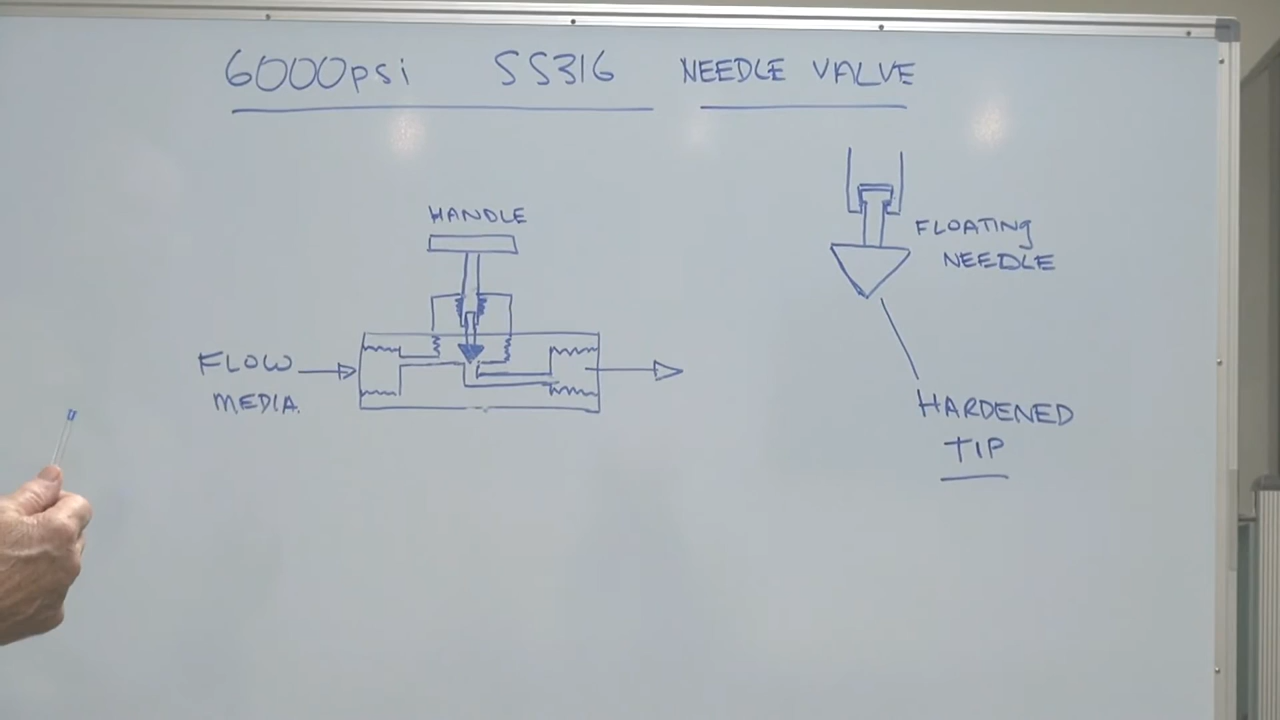 6000psi SS316 NEEDLE VALVE
HANDLE
FLOW
MEDIA.
FLOATING
NEEDLE
HARDENED
TIP